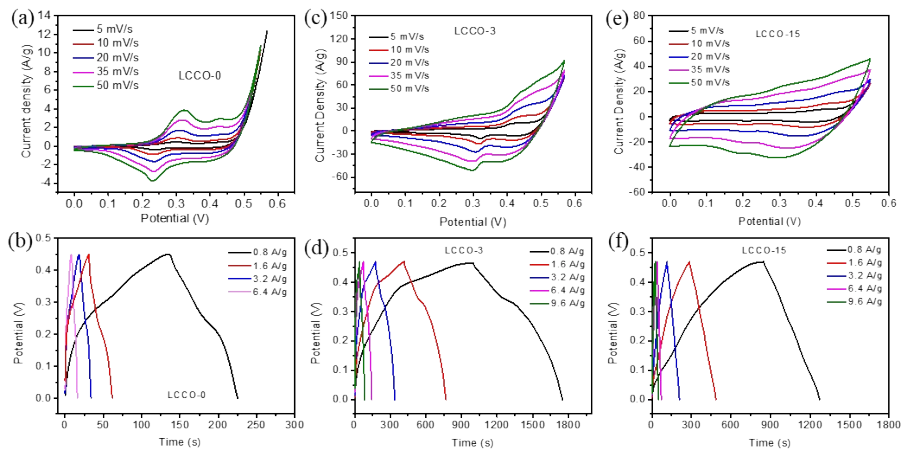 (a)
14
12
10
8
6
4
2
0
-2
-4
Current density (A/g)
5 mV/s
10 mV/s
20 mV/s
35 mV/s
50 mV/s
LCCO-0
0.0 0.1 0.2 0.3 0.4 0.5 0.6
Potential (V)
(c)
150
120
90
60
30
0
-30
-60
Current Density (A/g)
LCCO-3
5 mV/s
10 mV/s
20 mV/s
35 mV/s
50 mV/s
0.0 0.1 0.2 0.3 0.4 0.5 0.6
Potential (V)
(e)
80
60
40
20
0
-20
-40
-60
Current Density (A/g)
5 mV/s
10 mV/s
20 mV/s
35 mV/s
50 mV/s
LCCO-15
0.0 0.1 0.2 0.3 0.4 0.5 0.6
Potential (V)
(b)
0.5
0.4
0.3
0.2
0.1
0.0
Potential (V)
0.8 A/g
1.6 A/g
3.2 A/g
6.4 A/g
LCCO-0
0 50 100 150 200 250 300
Time (s)
(d)
0.6
0.5
0.4
0.3
0.2
0.1
0.0
Potential (V)
LCCO-3
0.8 A/g
1.6 A/g
3.2 A/g
6.4 A/g
9.6 A/g
0 300 600 900 1200 1500 1800
Time (s)
(f)
0.6
0.5
0.4
0.3
0.2
0.1
0.0
Potential (V)
LCCO-15
0.8 A/g
1.6 A/g
3.2 A/g
6.4 A/g
9.6 A/g
0 300 600 900 1200 1500 1800
Time (s)